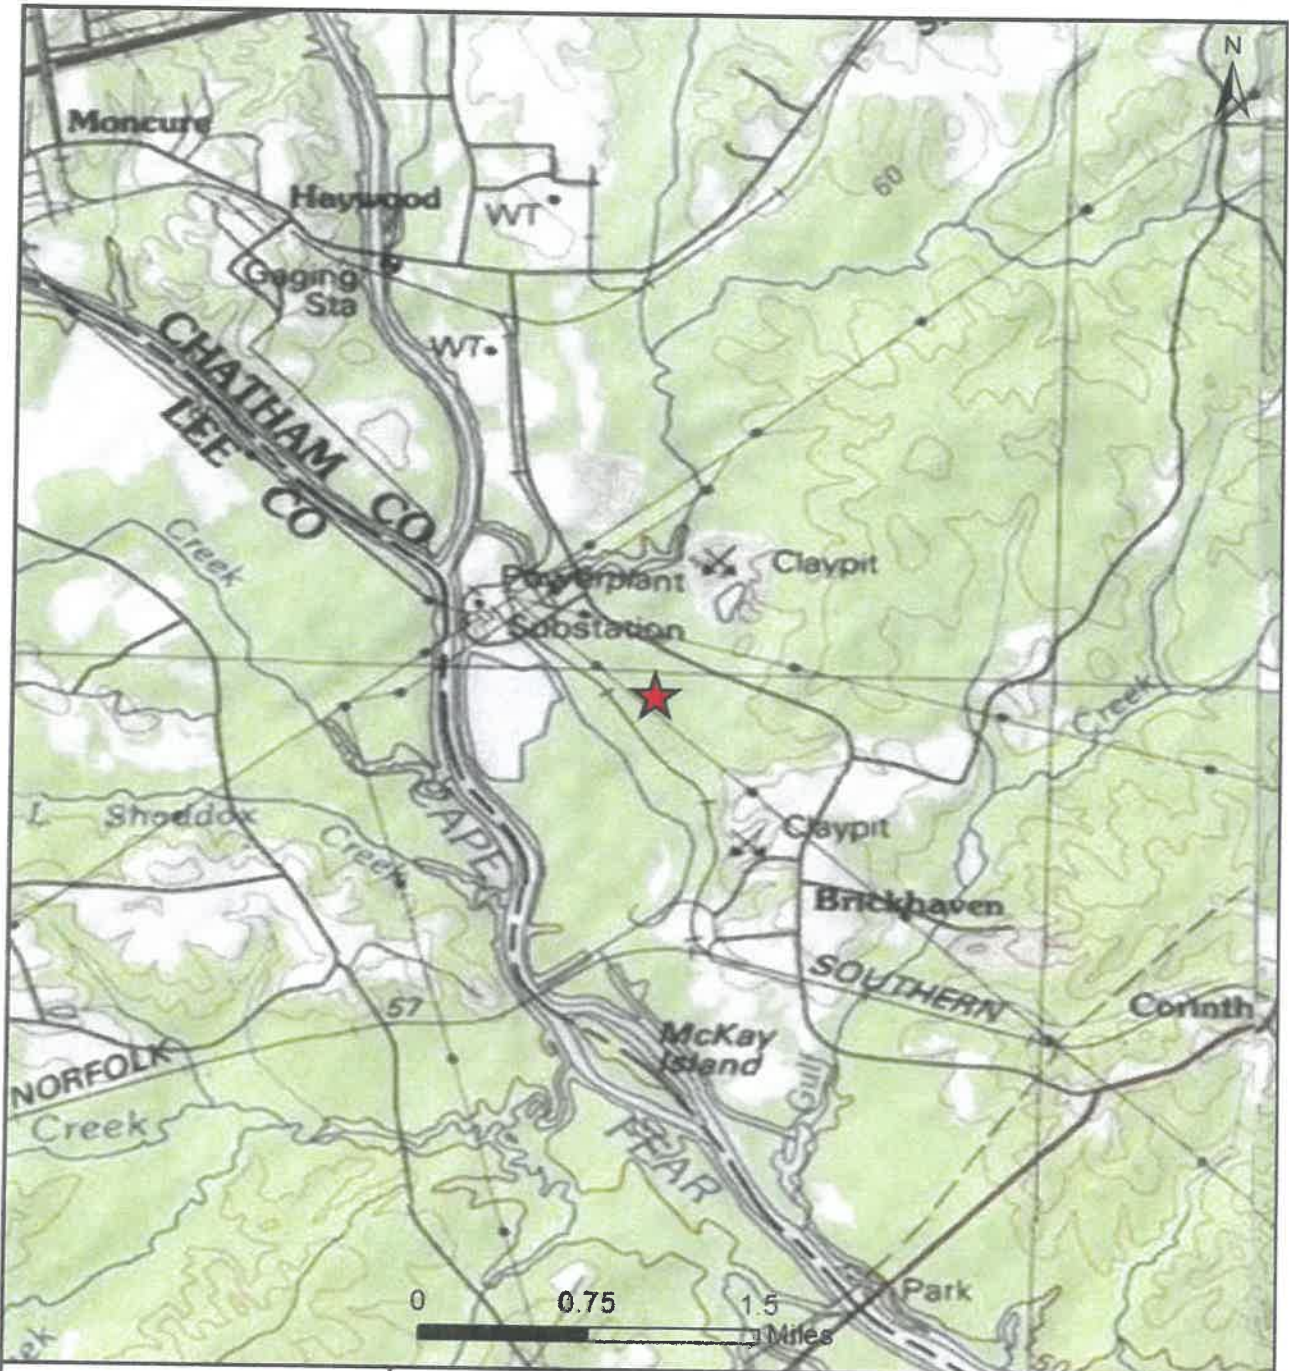 N
Moncure
60
Haywood
WT
Gaging
Sta
WT
CHATHAM CO
LEE CO
Creek
Claypit
Powerplant
Substation
Creek
CAPE
L Shaddox
Creek
Claypit
Brickhaven
SOUTHERN
Corinth
57
McKay
Island
NORFOLK
Gulf
Creek
FEAR
Park
0 0.75 1.5
Miles
60